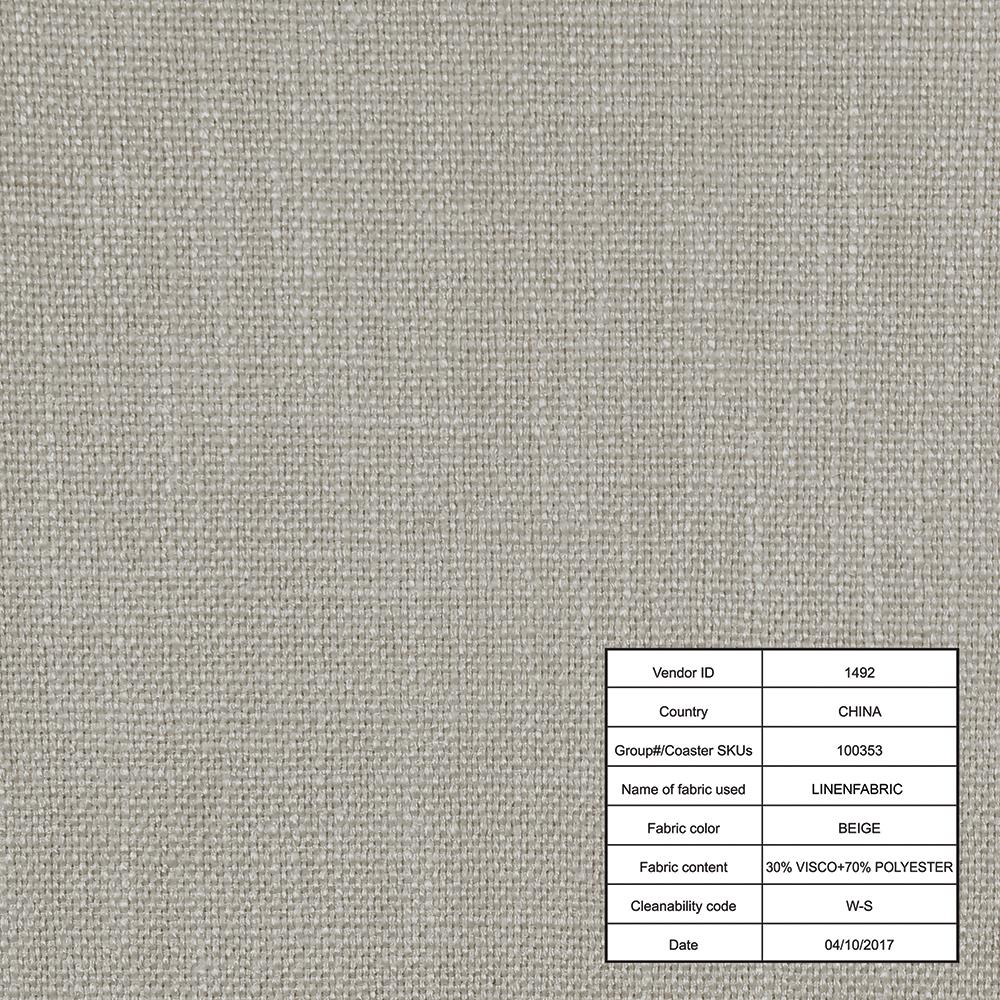 Vendor ID 1492
Country CHINA
Group#/Coaster SKUs 100353
Name of fabric used LINENFABRIC
Fabric color BEIGE
Fabric content 30% VISCO+70% POLYESTER
Cleanability code W-S
Date 04/10/2017